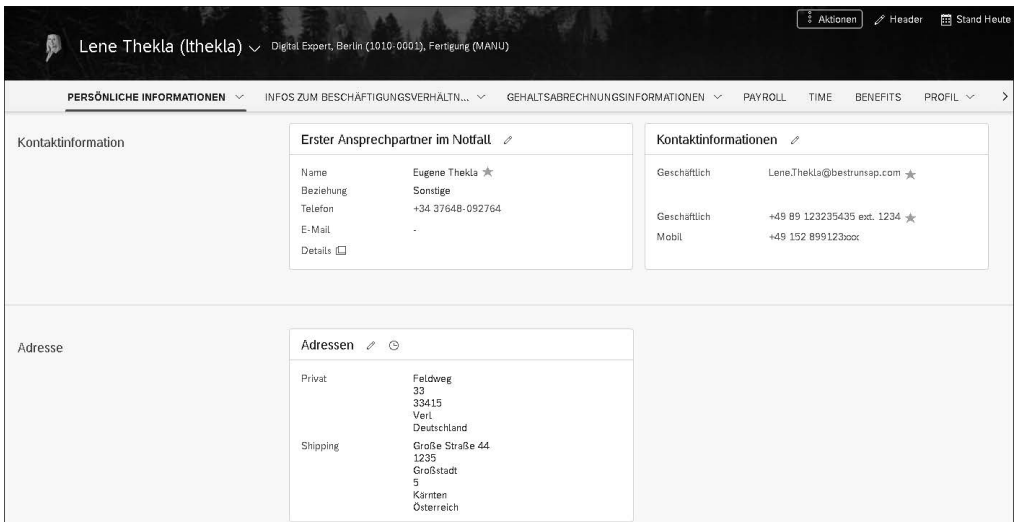 Aktionen Header Stand Heute
Lene Thekla (lthekla) Digital Expert, Berlin (1010-0001), Fertigung (MANU)
PERSÖNLICHE INFORMATIONEN INFOS ZUM BESCHÄFTIGUNGSVERHÄLTN... GEHALTSABRECHNUNGSINFORMATIONEN PAYROLL TIME BENEFITS PROFIL
Kontaktinformation
Erster Ansprechpartner im Notfall
Name Eugene Thekla
Beziehung Sonstige
Telefon +34 37648-092764
E-Mail -
Details
Kontaktinformationen
Geschäftlich Lene.Thekla@bestrunsap.com
Geschäftlich +49 89 123235435 ext. 1234
Mobil +49 152 899123xxx
Adresse
Adressen
Privat Feldweg
33
33415
Verl
Deutschland
Shipping Große Straße 44
1235
Großstadt
5
Kärnten
Österreich